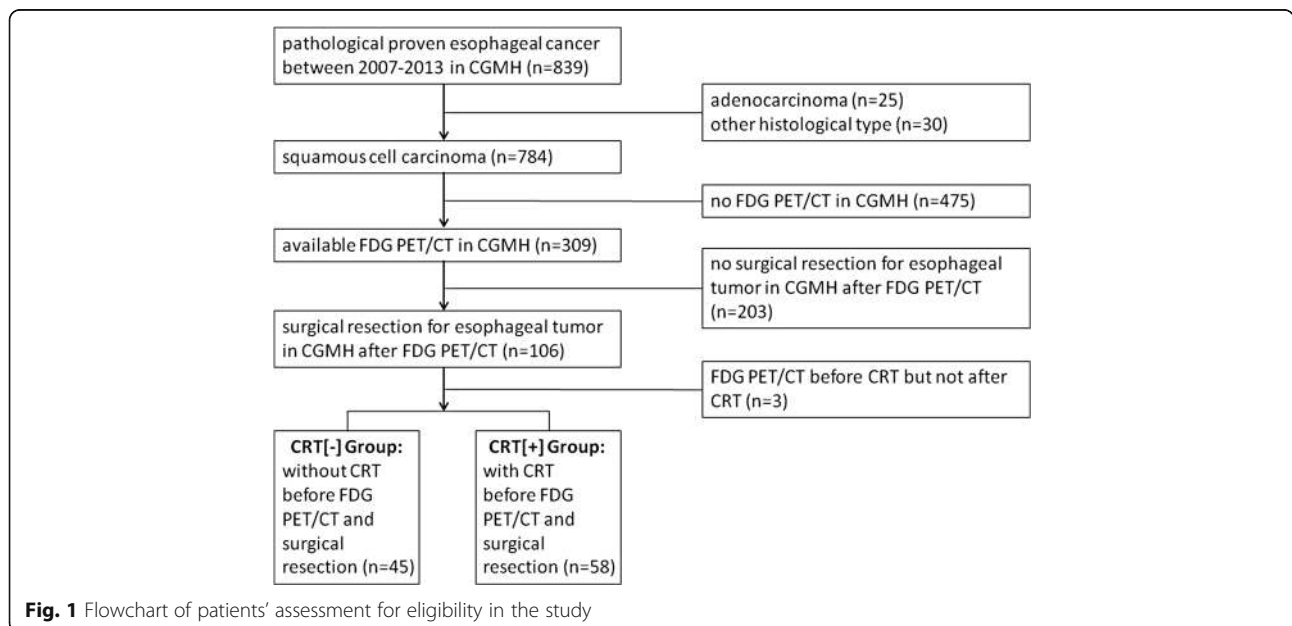 pathological proven esophageal cancer
between 2007-2013 in CGMH (n=839)
adenocarcinoma (n=25)
other histological type (n=30)
squamous cell carcinoma (n=784)
no FDG PET/CT in CGMH (n=475)
available FDG PET/CT in CGMH (n=309)
no surgical resection for esophageal
tumor in CGMH after FDG PET/CT
(n=203)
surgical resection for esophageal tumor
in CGMH after FDG PET/CT (n=106)
FDG PET/CT before CRT but not after
CRT (n=3)
CRT[-] Group:
without CRT
before FDG
PET/CT and
surgical
resection (n=45)
CRT[+] Group:
with CRT
before FDG
PET/CT and
surgical
resection (n=58)
Fig. 1 Flowchart of patients' assessment for eligibility in the study